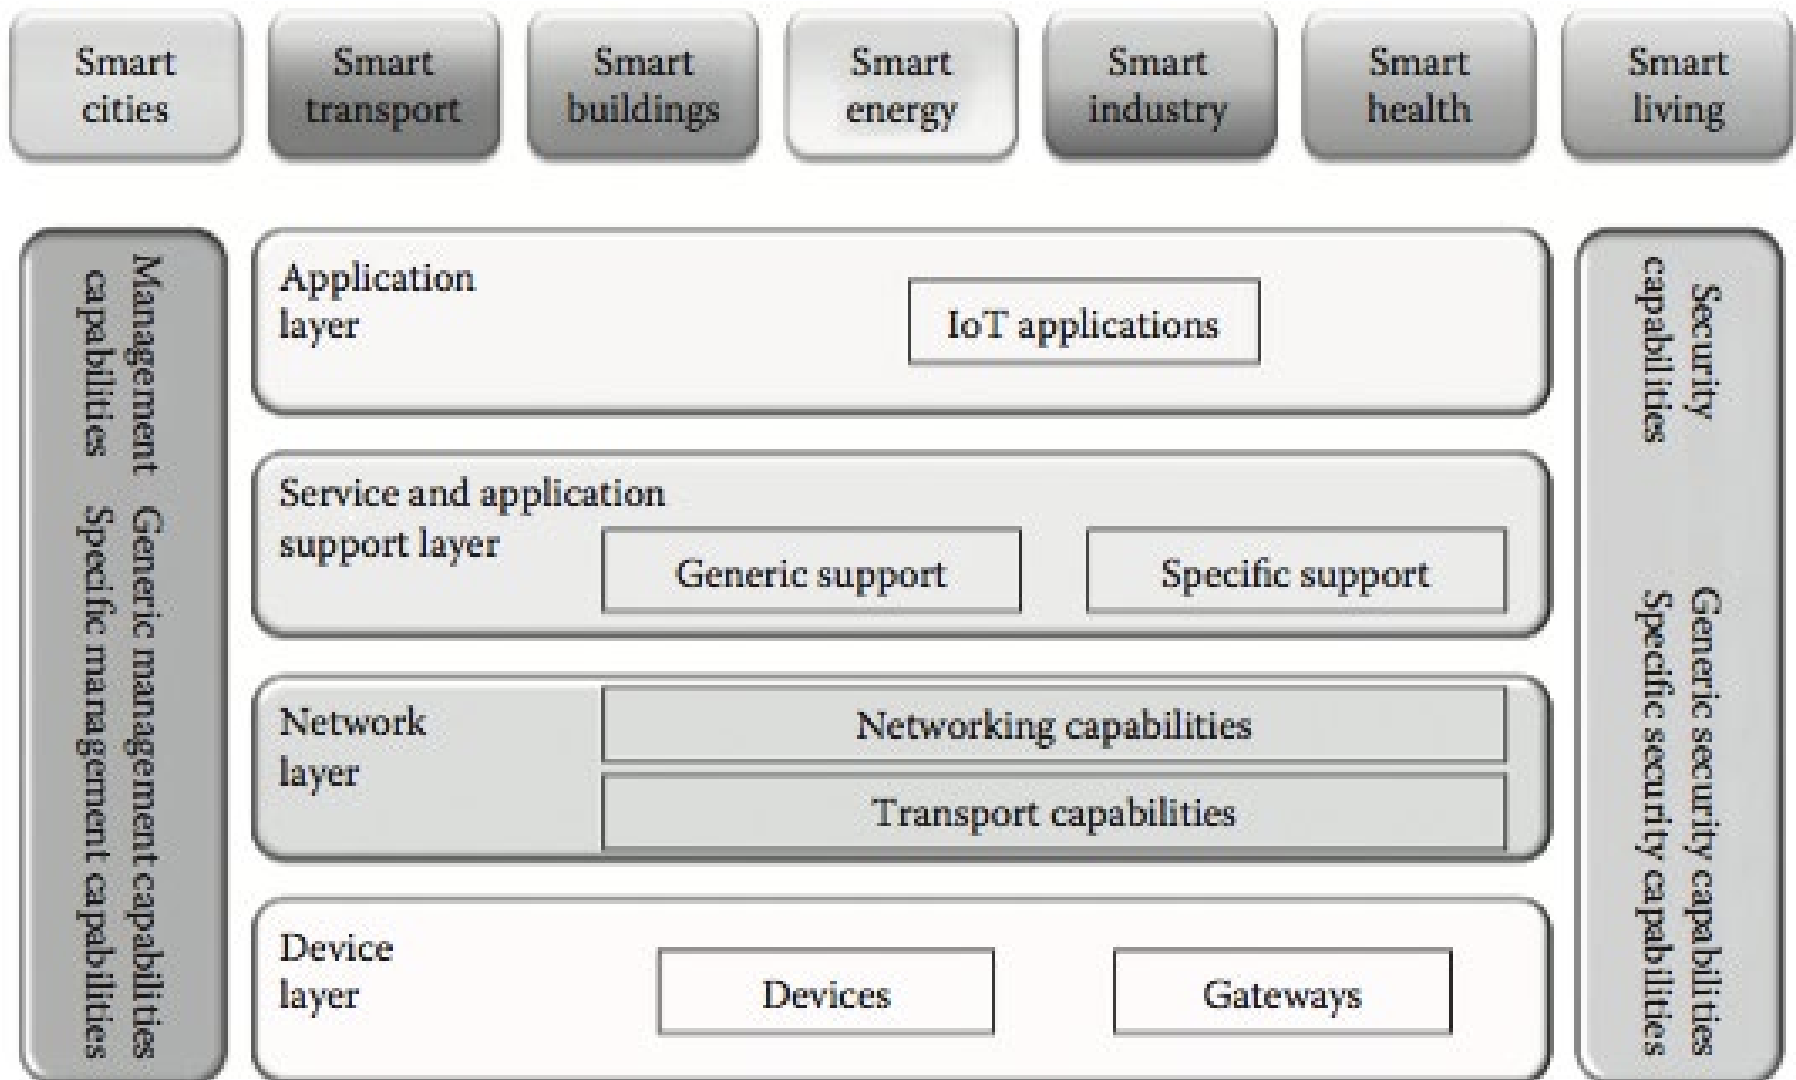 Smart
cities
Smart
transport
Smart
buildings
Smart
energy
Smart
industry
Smart
health
Smart
living
Management
capabilities
Generic management capabilities
Specific management capabilities
Application
layer
IoT applications
Service and application
support layer
Generic support
Specific support
Network
layer
Networking capabilities
Transport capabilities
Device
layer
Devices
Gateways
Security
capabilities
Generic security capabilities
Specific security capabilities